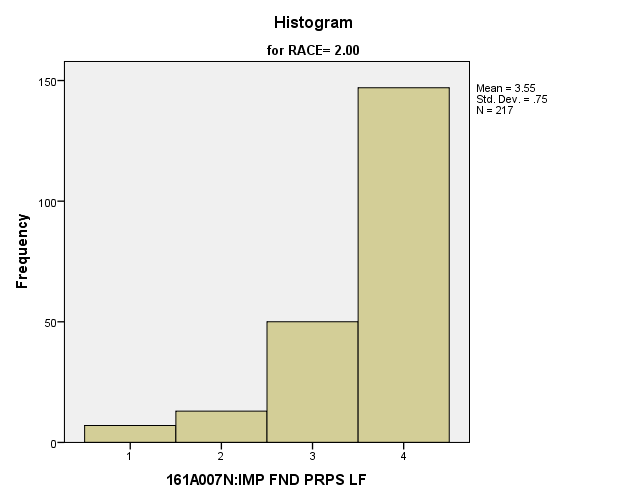 Histogram
for RACE= 2.00
150
100
50
0
Frequency
1 2 3 4
161A007N:IMP FND PRPS LF
Mean = 3.55
Std. Dev. = .75
N = 217